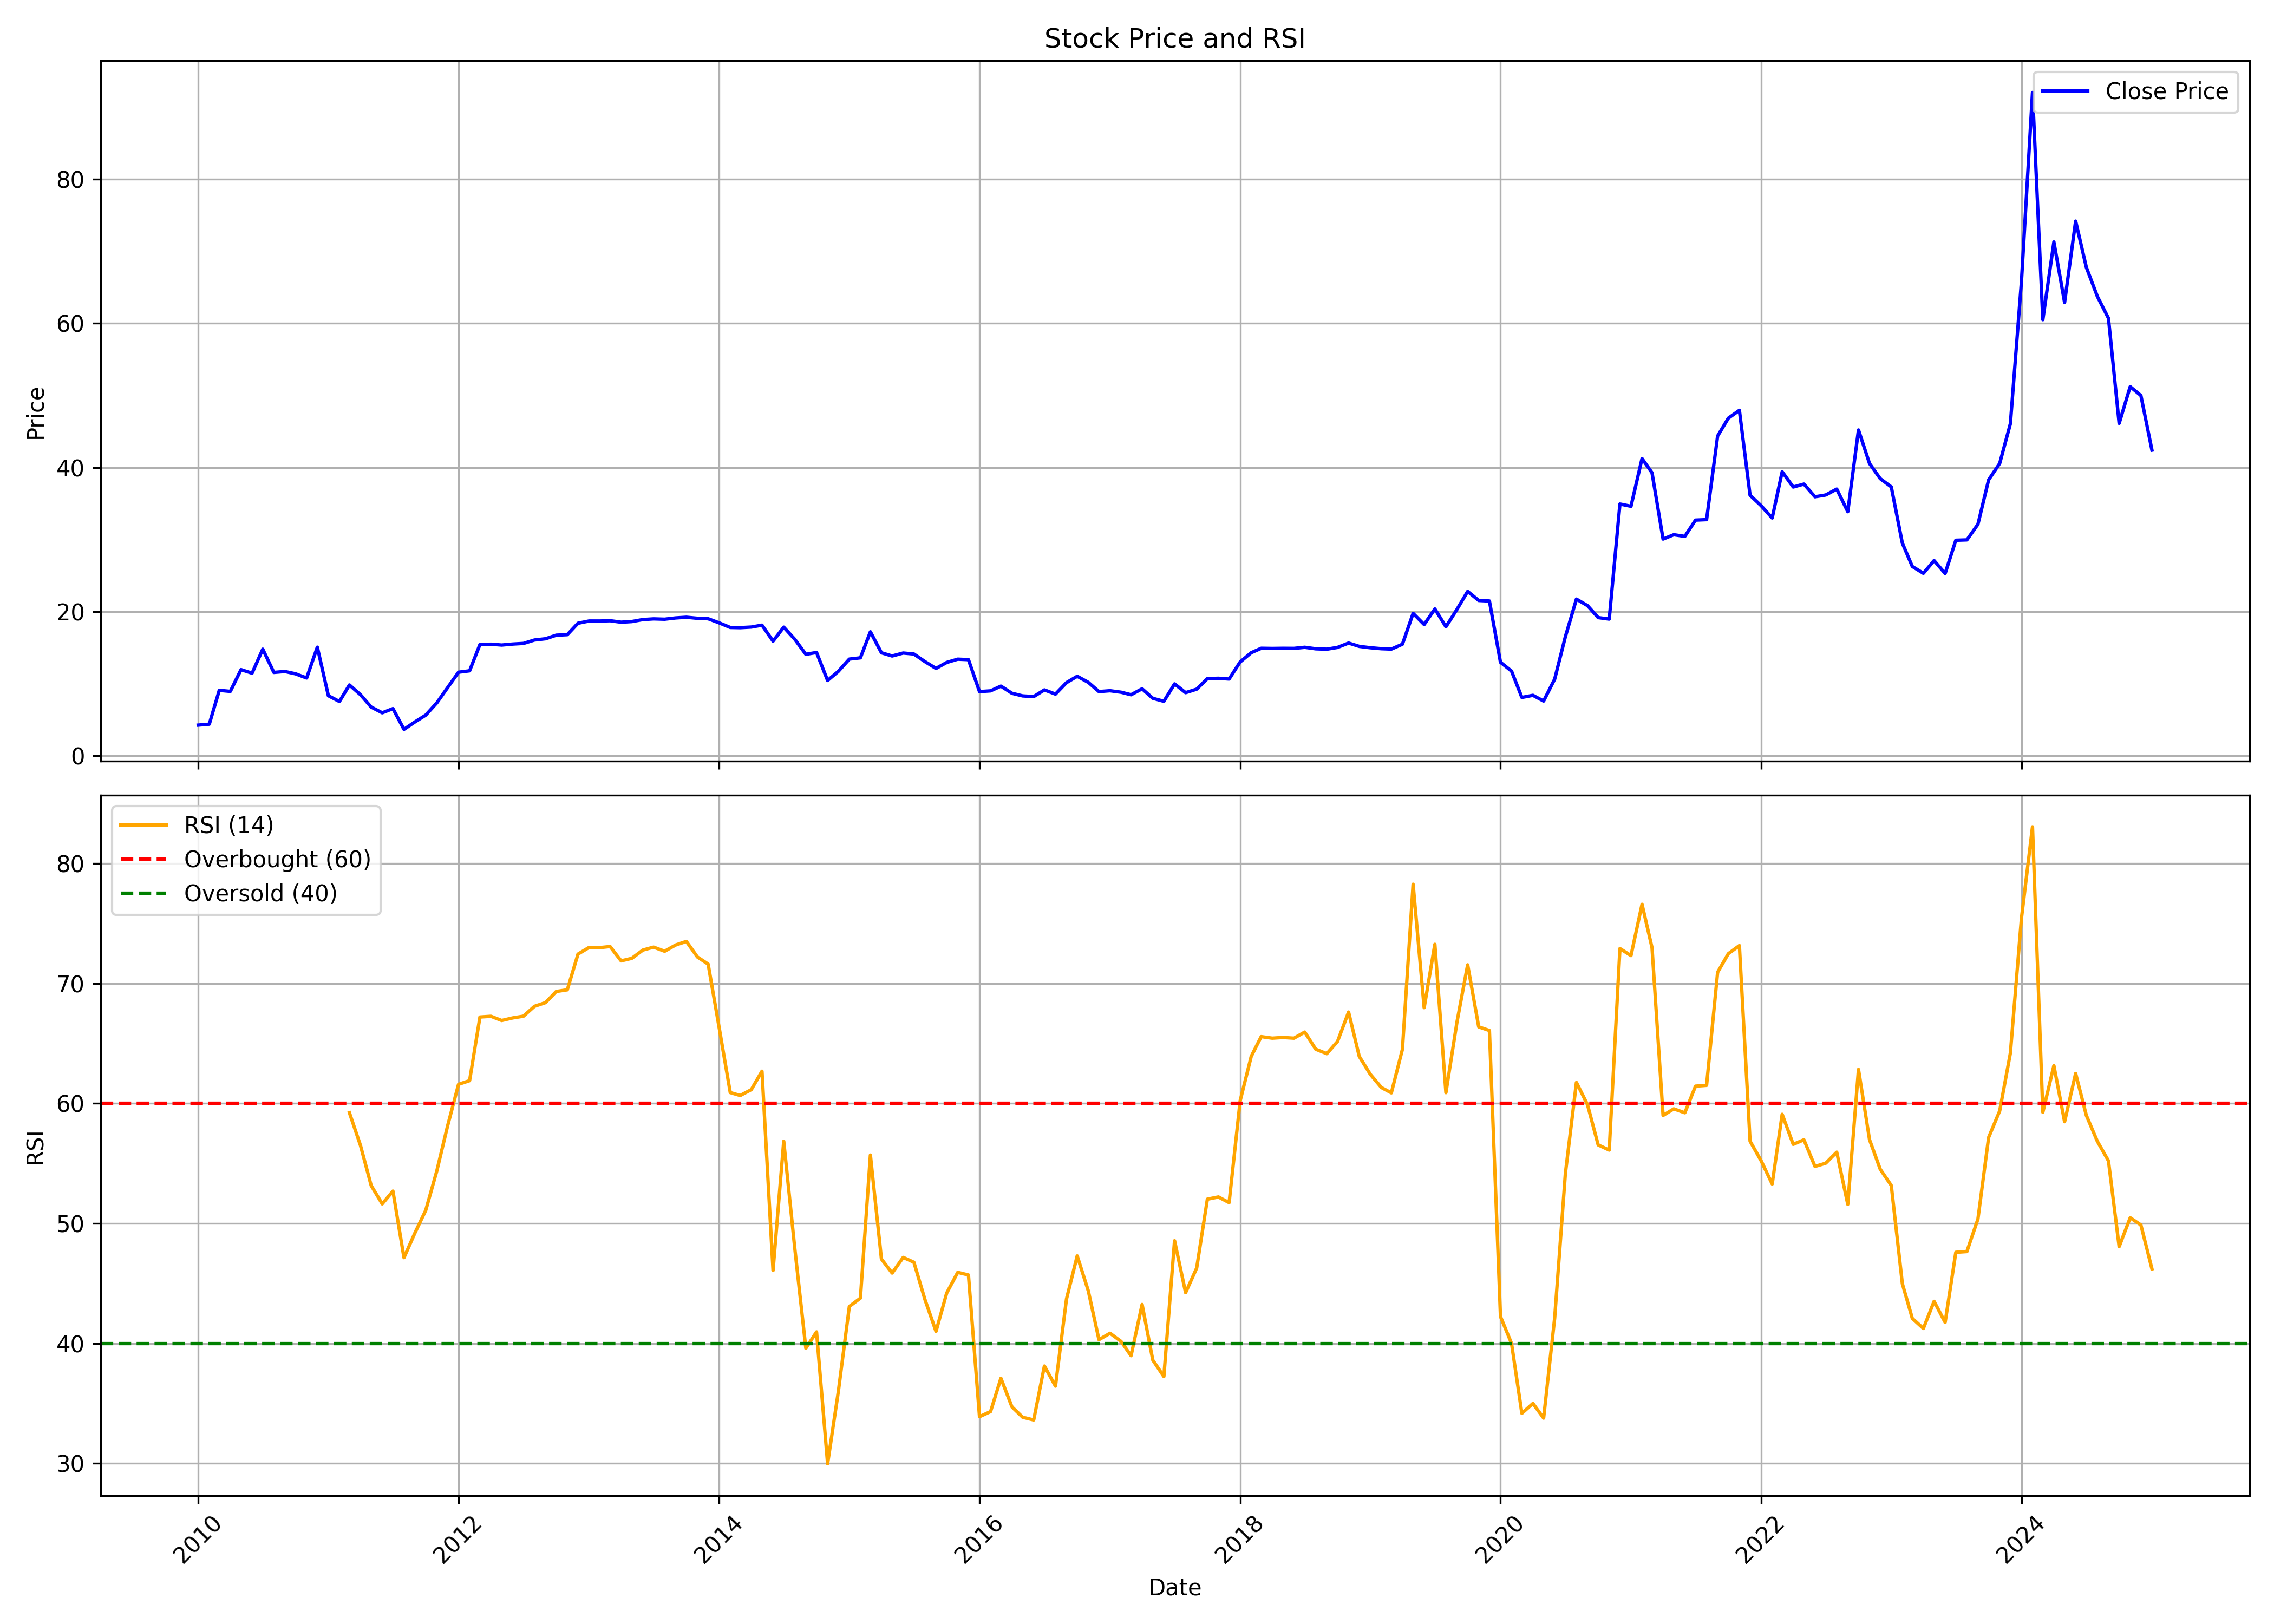 Stock Price and RSI
Close Price
Price
80
60
40
20
0
RSI (14)
Overbought (60)
Oversold (40)
RSI
80
70
60
50
40
30
2010
2012
2014
2016
2018
2020
2022
2024
Date